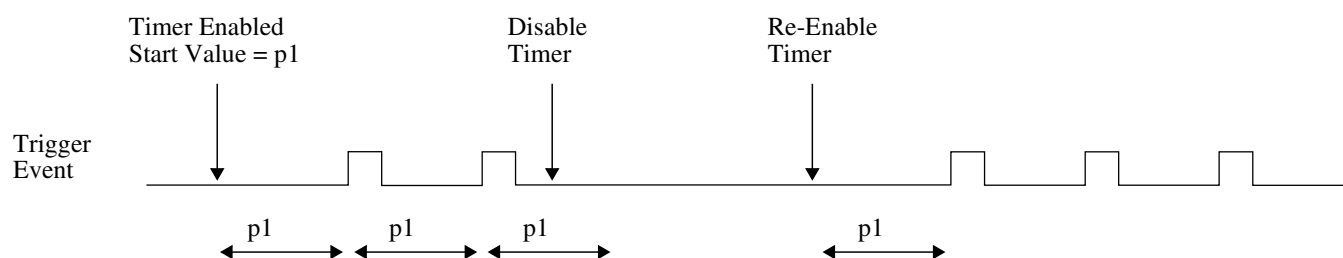 Timer Enabled
Start Value = p1
Disable
Timer
Re-Enable
Timer
Trigger
Event
p1
p1
p1
p1